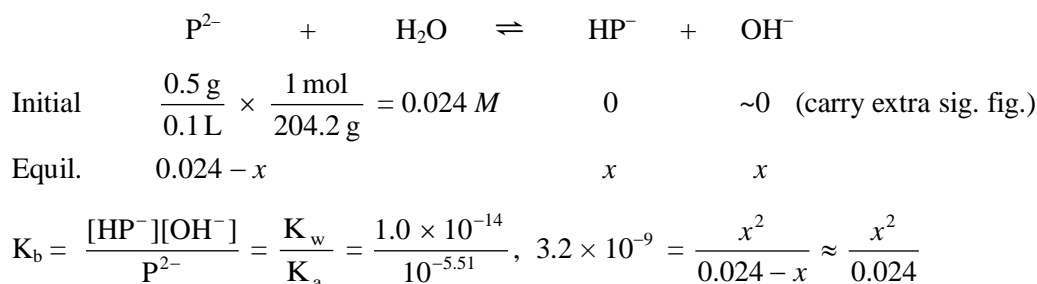 P²⁻ + H₂O ⇌ HP⁻ + OH⁻
Initial 0.5 g / 0.1 L × 1 mol / 204.2 g = 0.024 M 0 ~0 (carry extra sig. fig.)
Equil. 0.024 – x x x
K_b = [HP⁻][OH⁻] / P²⁻ = K_w / K_a = 1.0 × 10⁻¹⁴ / 10⁻⁵·⁵¹, 3.2 × 10⁻⁹ = x² / (0.024 – x) ≈ x² / 0.024